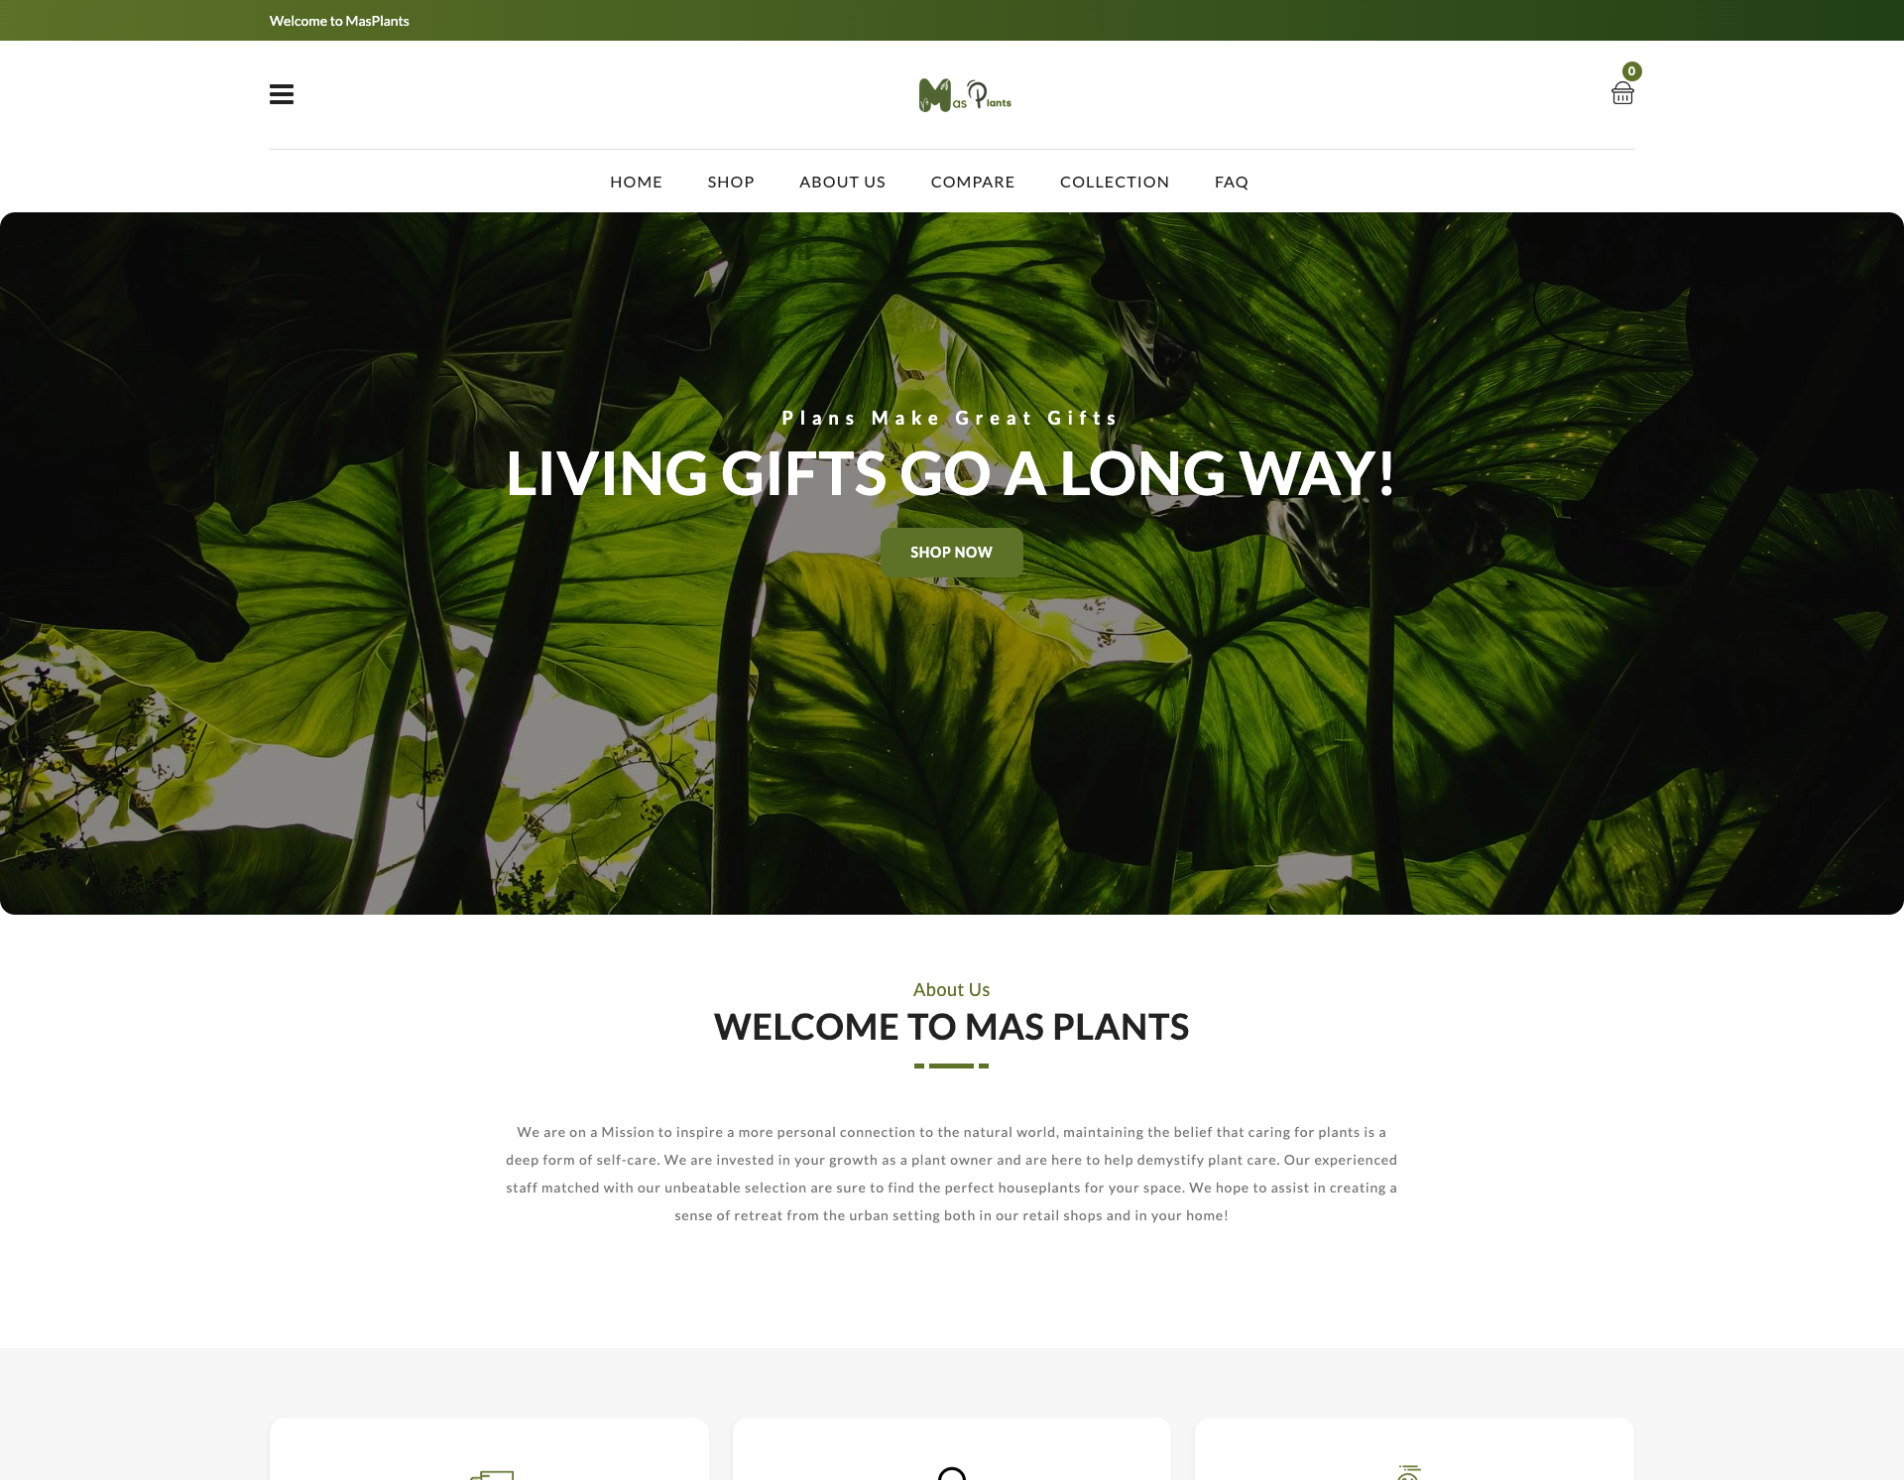 Welcome to MasPlants
Mas Plants
0
HOME SHOP ABOUT US COMPARE COLLECTION FAQ
Plans Make Great Gifts
LIVING GIFTS GO A LONG WAY!
SHOP NOW
About Us
WELCOME TO MAS PLANTS
We are on a Mission to inspire a more personal connection to the natural world, maintaining the belief that caring for plants is a
deep form of self-care. We are invested in your growth as a plant owner and are here to help demystify plant care. Our experienced
staff matched with our unbeatable selection are sure to find the perfect houseplants for your space. We hope to assist in creating a
sense of retreat from the urban setting both in our retail shops and in your home!